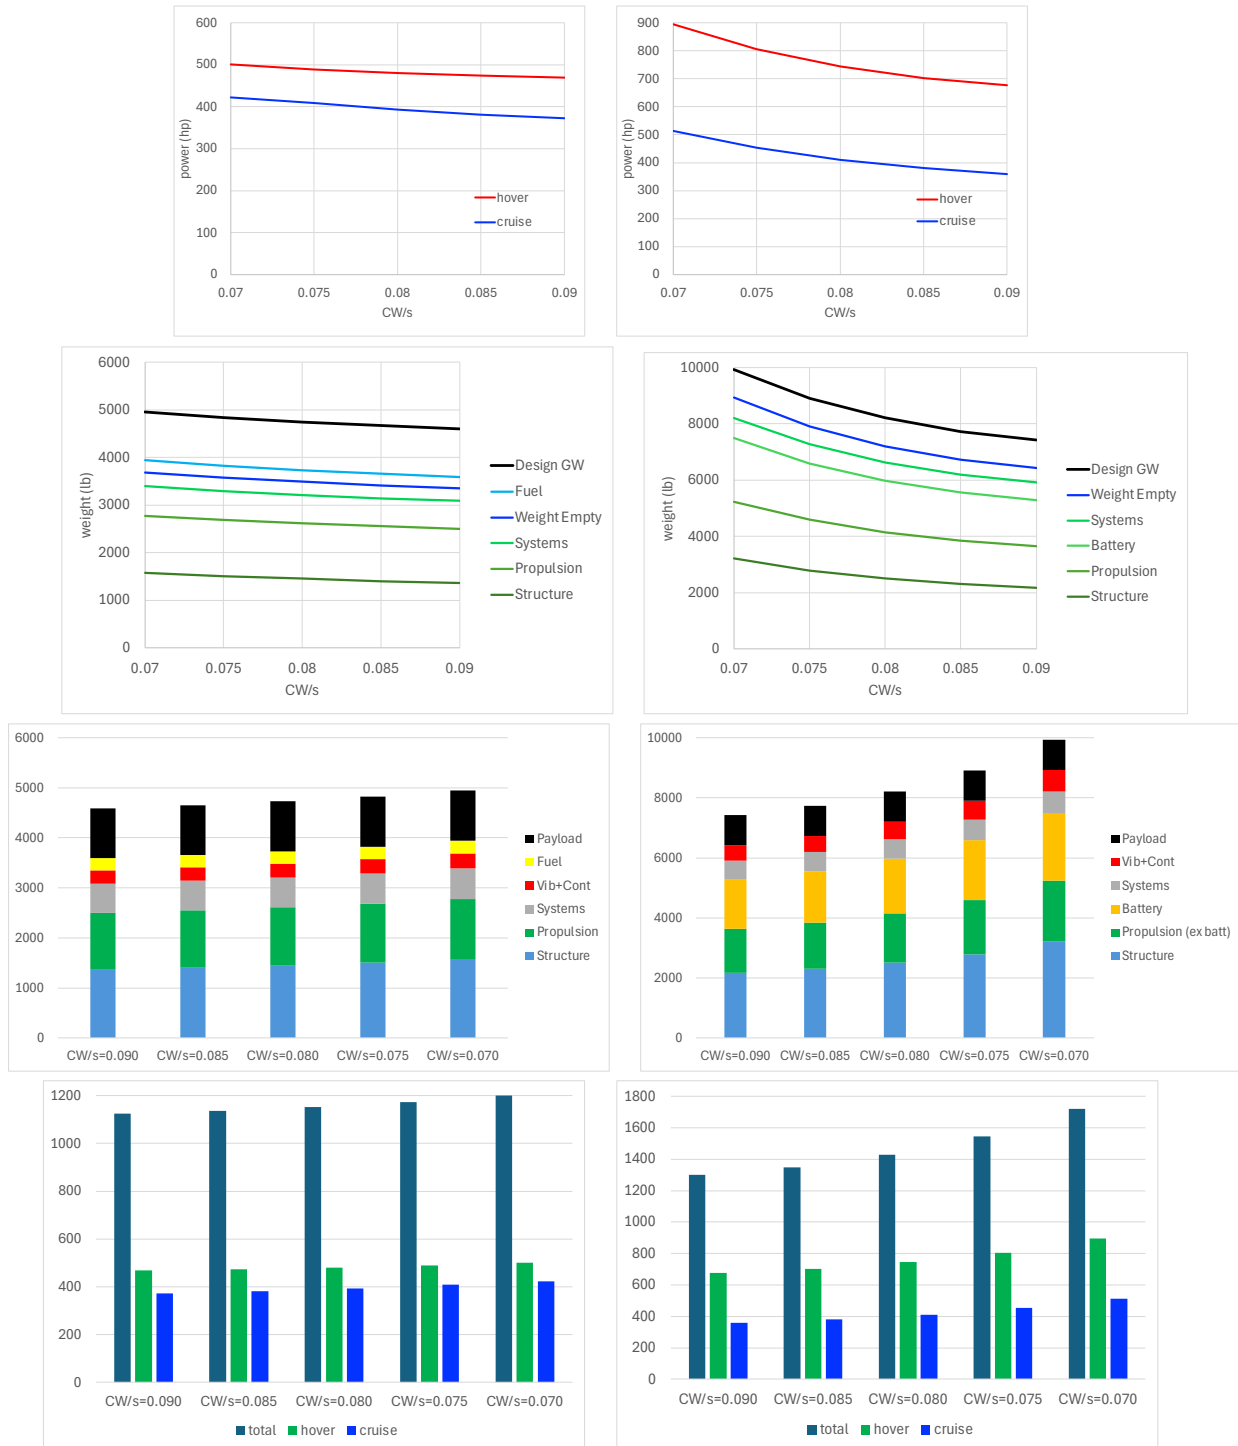 600
500
400
300
200
100
0
power (hp)
hover
cruise
0.07 0.075 0.08 0.085 0.09
CW/s
900
800
700
600
500
400
300
200
100
0
power (hp)
hover
cruise
0.07 0.075 0.08 0.085 0.09
CW/s
6000
5000
4000
3000
2000
1000
0
weight (lb)
Design GW
Fuel
Weight Empty
Systems
Propulsion
Structure
0.07 0.075 0.08 0.085 0.09
CW/s
10000
8000
6000
4000
2000
0
weight (lb)
Design GW
Weight Empty
Systems
Battery
Propulsion
Structure
0.07 0.075 0.08 0.085 0.09
CW/s
6000
5000
4000
3000
2000
1000
0
Payload
Fuel
Vib+Cont
Systems
Propulsion
Structure
CW/s=0.090 CW/s=0.085 CW/s=0.080 CW/s=0.075 CW/s=0.070
10000
8000
6000
4000
2000
0
Payload
Vib+Cont
Systems
Battery
Propulsion (ex batt)
Structure
CW/s=0.090 CW/s=0.085 CW/s=0.080 CW/s=0.075 CW/s=0.070
1200
1000
800
600
400
200
0
CW/s=0.090 CW/s=0.085 CW/s=0.080 CW/s=0.075 CW/s=0.070
total hover cruise
1800
1600
1400
1200
1000
800
600
400
200
0
CW/s=0.090 CW/s=0.085 CW/s=0.080 CW/s=0.075 CW/s=0.070
total hover cruise